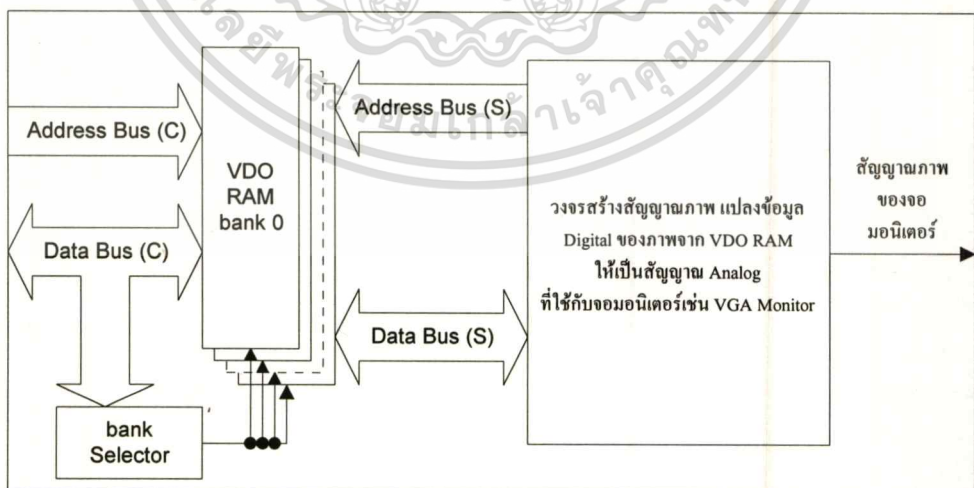 Address Bus (C)
Data Bus (C)
VDO
RAM
bank 0
bank
Selector
Address Bus (S)
Data Bus (S)
วงจรสร้างสัญญาณภาพ แปลงข้อมูล
Digital ของภาพจาก VDO RAM
ให้เป็นสัญญาณ Analog
ที่ใช้กับจอมอนิเตอร์เช่น VGA Monitor
สัญญาณภาพ
ของจอ
มอนิเตอร์